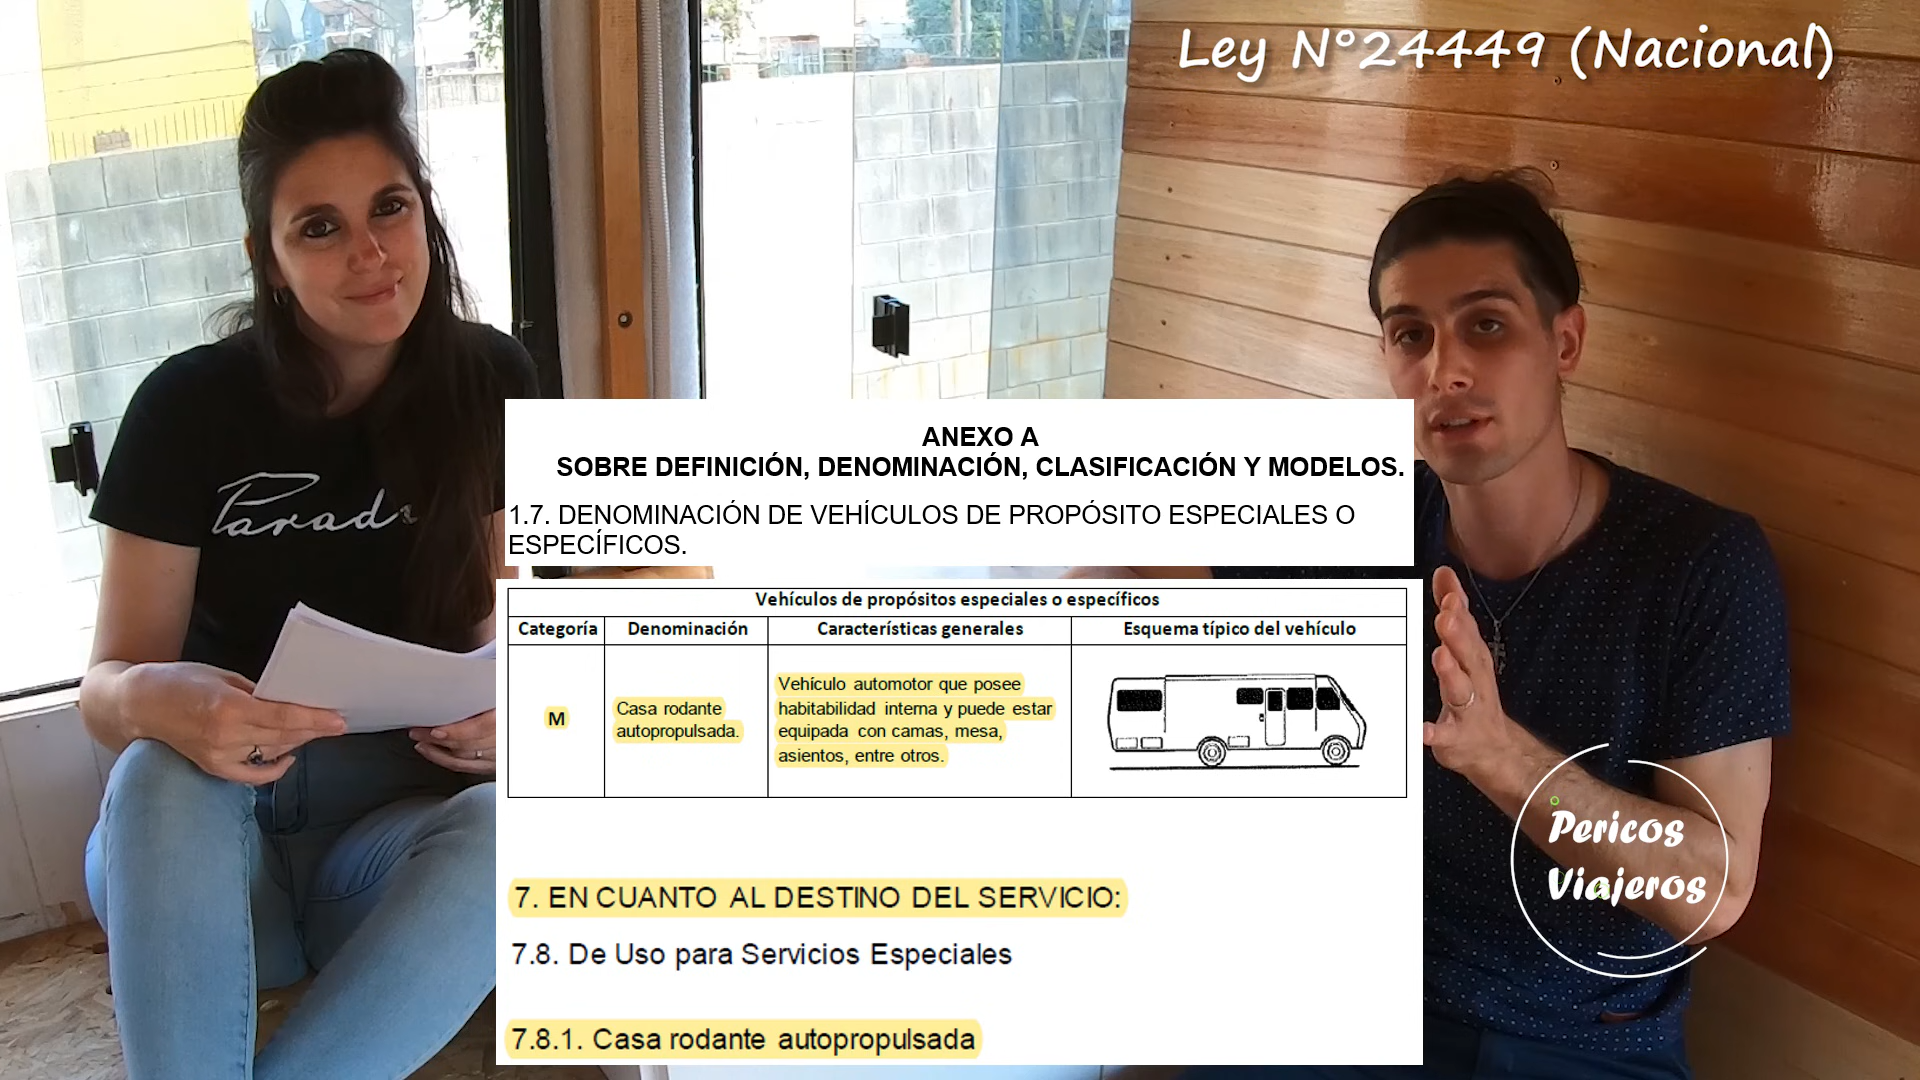 Ley N°24449 (Nacional)
ANEXO A
SOBRE DEFINICIÓN, DENOMINACIÓN, CLASIFICACIÓN Y MODELOS.
1.7. DENOMINACIÓN DE VEHÍCULOS DE PROPÓSITO ESPECIALES O
ESPECÍFICOS.
Parad
Vehículos de propósitos especiales o específicos
Categoría Denominación Características generales Esquema típico del vehículo
M
Casa rodante
autopropulsada.
Vehículo automotor que posee
habitabilidad interna y puede estar
equipada con camas, mesa,
asientos, entre otros.
7. EN CUANTO AL DESTINO DEL SERVICIO:
7.8. De Uso para Servicios Especiales
7.8.1. Casa rodante autopropulsada
Pericos
Viajeros